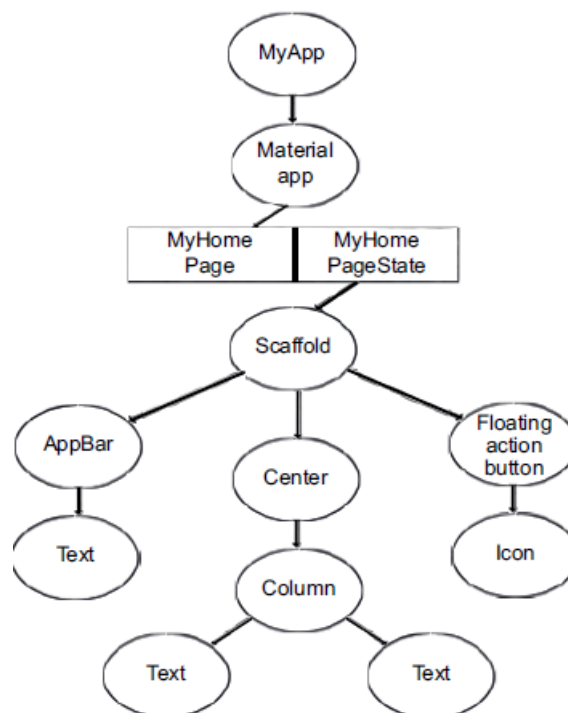 MyApp
Material
app
MyHome
Page
MyHome
PageState
Scaffold
AppBar
Center
Floating
action
button
Text
Icon
Column
Text
Text